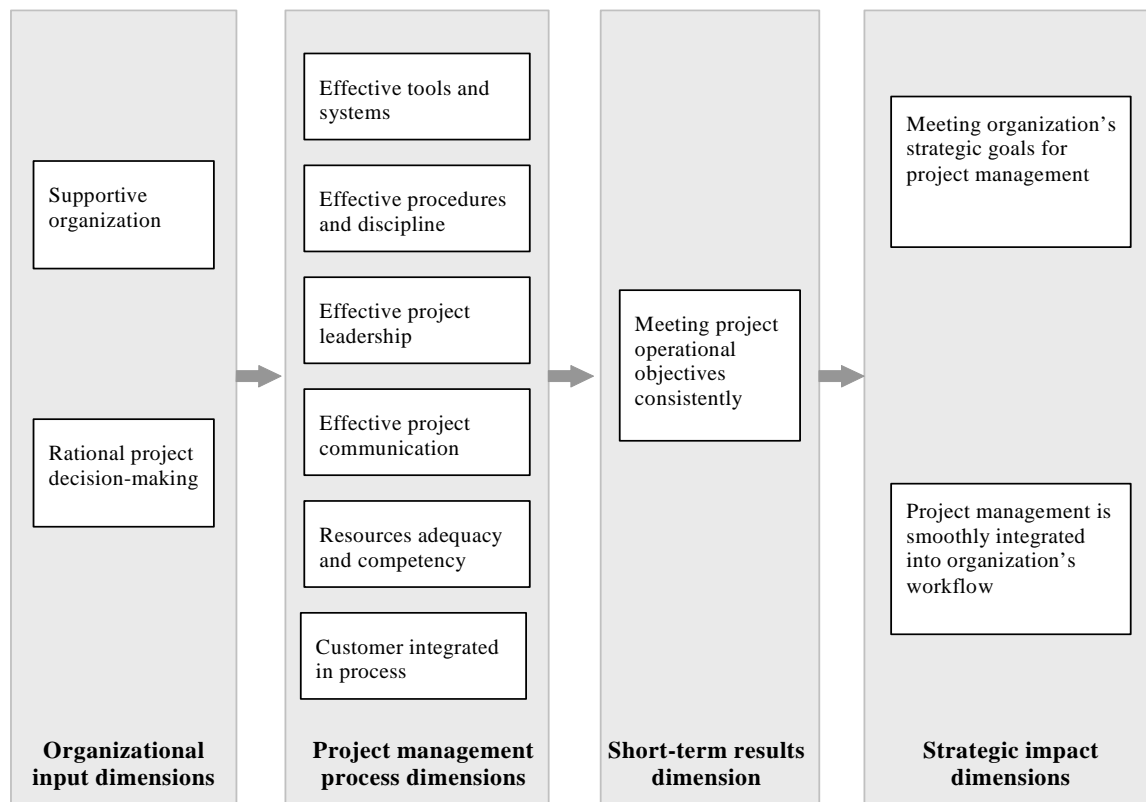 Supportive
organization
Rational project
decision-making
Organizational
input dimensions
Effective tools and
systems
Effective procedures
and discipline
Effective project
leadership
Effective project
communication
Resources adequacy
and competency
Customer integrated
in process
Project management
process dimensions
Meeting project
operational
objectives
consistently
Short-term results
dimension
Meeting organization’s
strategic goals for
project management
Project management is
smoothly integrated
into organization’s
workflow
Strategic impact
dimensions